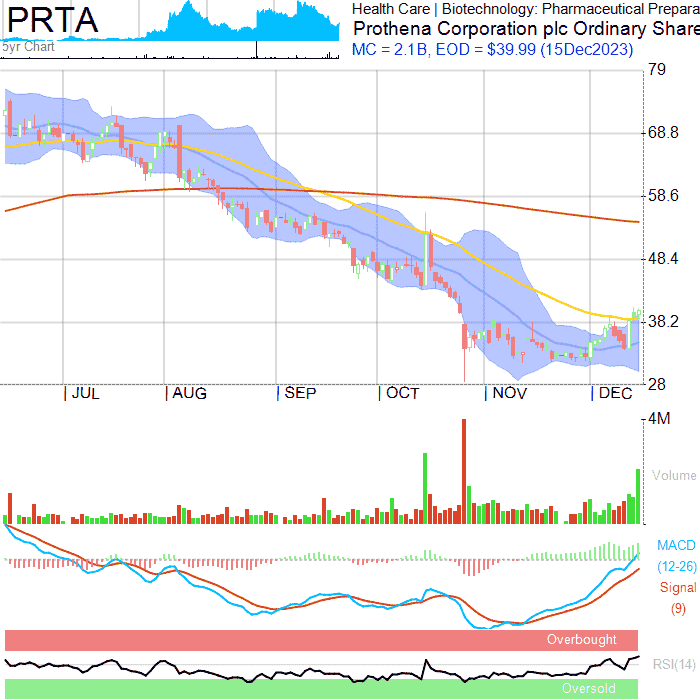 PRTA
5yr Chart
Health Care | Biotechnology: Pharmaceutical Prepara
Prothena Corporation plc Ordinary Share
MC = 2.1B, EOD = $39.99 (15Dec2023)
79
68.8
58.6
48.4
38.2
28
JUL
AUG
SEP
OCT
NOV
DEC
4M
Volume
MACD
(12-26)
Signal
(9)
Overbought
RSI(14)
Oversold